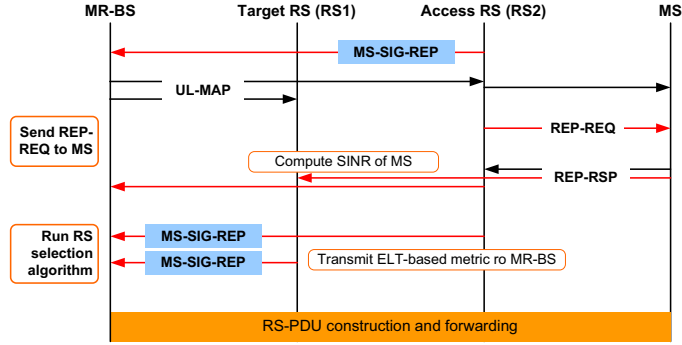 MR-BS Target RS (RS1) Access RS (RS2) MS
MS-SIG-REP
UL-MAP
Send REP-
REQ to MS
REP-REQ
Compute SINR of MS
REP-RSP
Run RS
selection
algorithm
MS-SIG-REP
MS-SIG-REP
Transmit ELT-based metric ro MR-BS
RS-PDU construction and forwarding